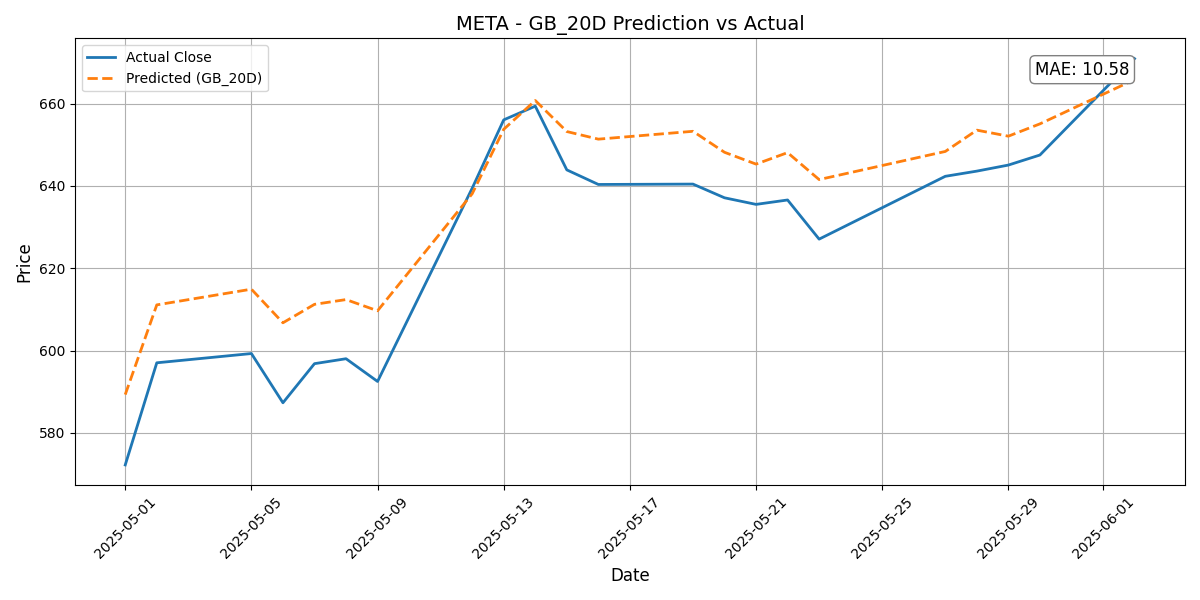 META - GB_20D Prediction vs Actual
Actual Close
Predicted (GB_20D)
MAE: 10.58
Price
660
640
620
600
580
2025-05-01
2025-05-05
2025-05-09
2025-05-13
2025-05-17
2025-05-21
2025-05-25
2025-05-29
2025-06-01
Date